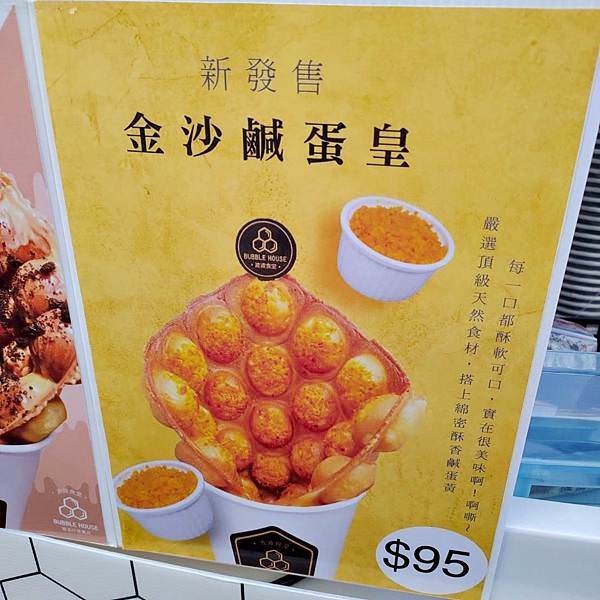 新發售
金沙鹹蛋皇
BUBBLE HOUSE
每一口都酥軟可口，實在很美味啊！啊嘶~
嚴選頂級天然食材，搭上綿密酥香鹹蛋黃
$95
BUBBLE HOUSE